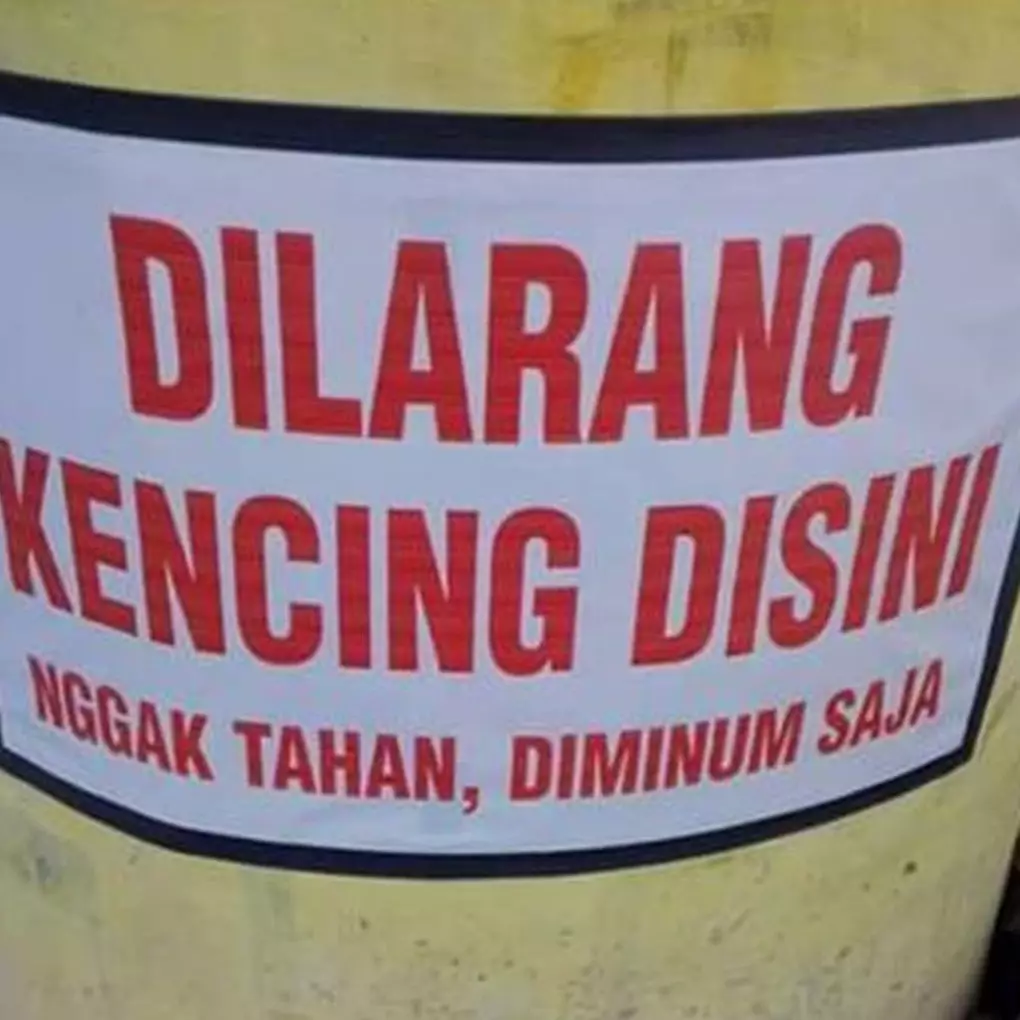 DILARANG
KENCING DISINI
NGGAK TAHAN, DIMINUM SAJA